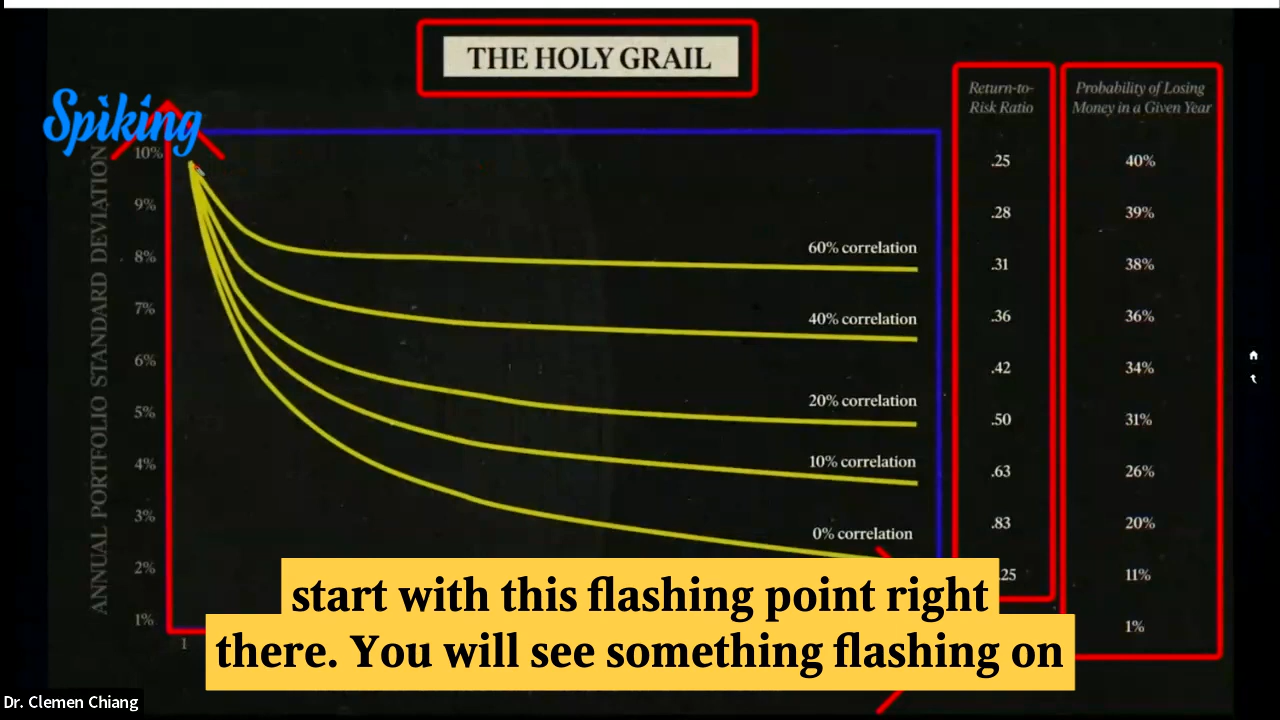 THE HOLY GRAIL
Spiking
Return-to-
Risk Ratio
Probability of Losing
Money in a Given Year
ANNUAL PORTFOLIO STANDARD DEVIATION
10%
9%
8%
7%
6%
5%
4%
3%
2%
1%
1
60% correlation
40% correlation
20% correlation
10% correlation
0% correlation
.25
.28
.31
.36
.42
.50
.63
.83
.25
40%
39%
38%
36%
34%
31%
26%
20%
11%
1%
start with this flashing point right
there. You will see something flashing on
Dr. Clemen Chiang